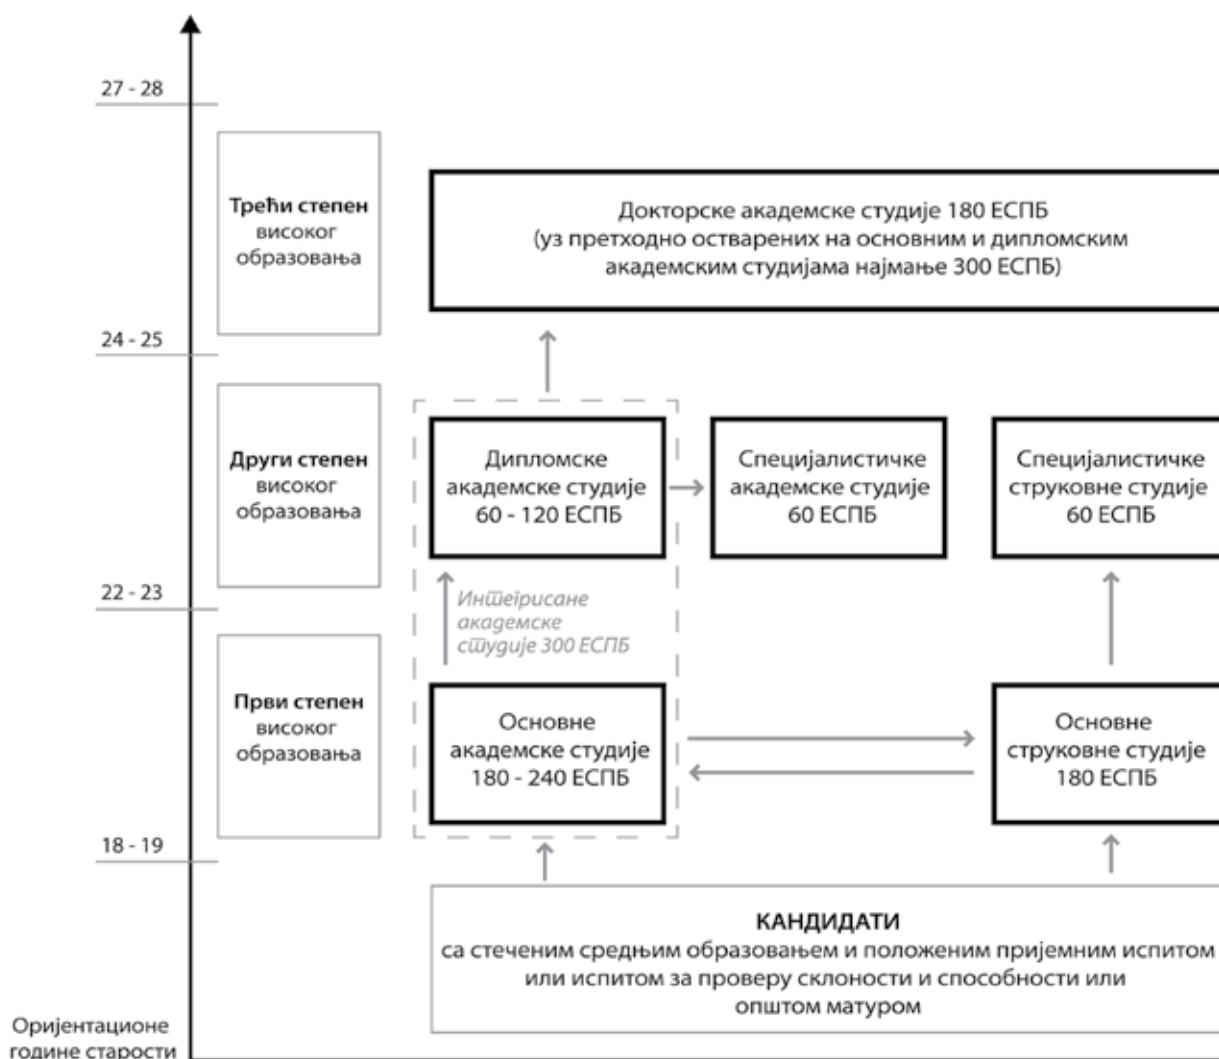 27 - 28
Трећи степен
високог
образовања
Докторске академске студије 180 ЕСПБ
(уз претходно остварених на основним и дипломским
академским студијама најмање 300 ЕСПБ)
24 - 25
Други степен
високог
образовања
Дипломске
академске студије
60 - 120 ЕСПБ
Специјалистичке
академске студије
60 ЕСПБ
Специјалистичке
струковне студије
60 ЕСПБ
22 - 23
Интегрисане
академске
студије 300 ЕСПБ
Први степен
високог
образовања
Основне
академске студије
180 - 240 ЕСПБ
Основне
струковне студије
180 ЕСПБ
18 - 19
КАНДИДАТИ
са стеченим средњим образовањем и положеним пријемним испитом
или испитом за проверу склоности и способности или
општом матуром
Оријентационе
године старости